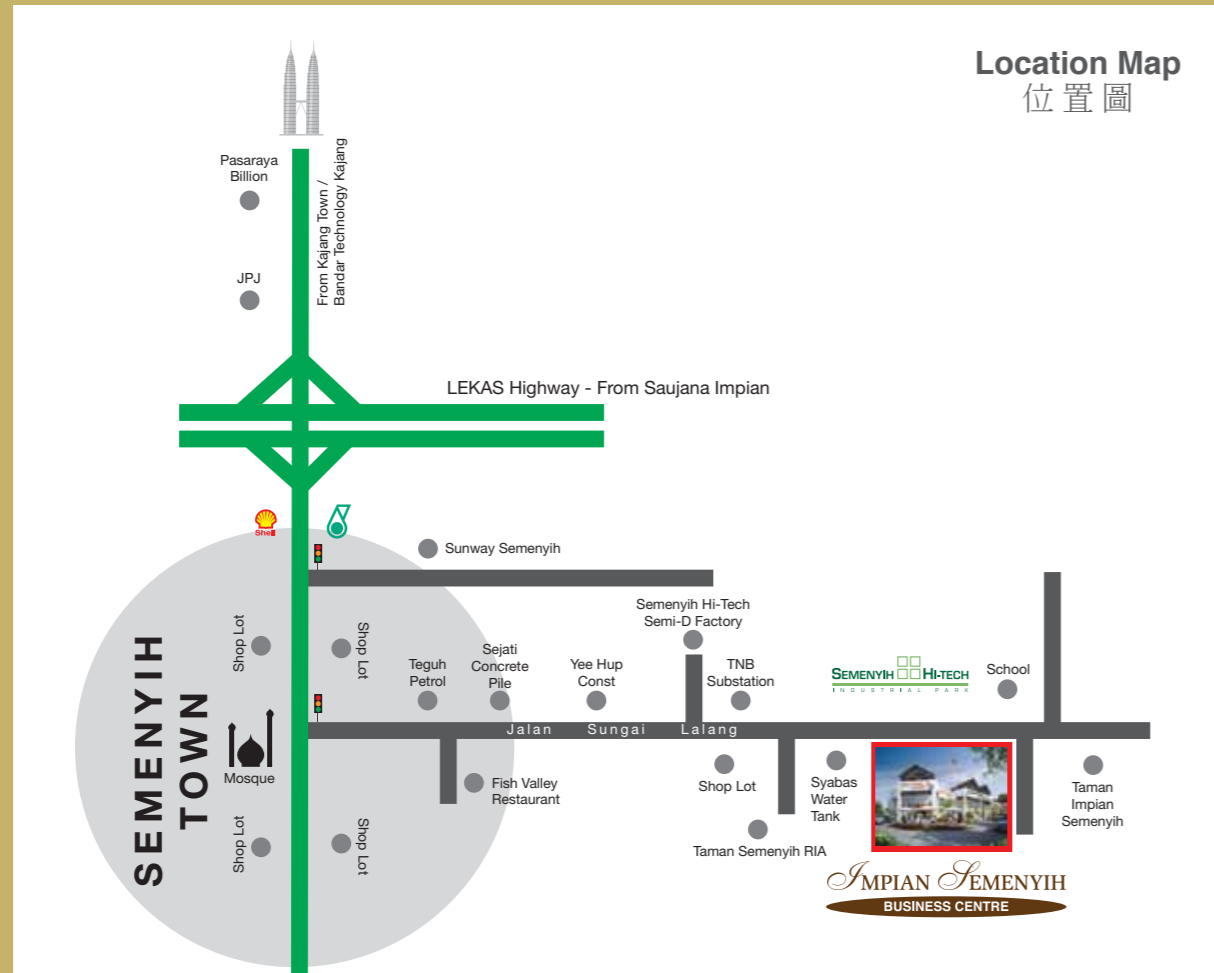 Location Map
位置圖
Pasaraya
Billion
From Kajang Town /
Bandar Technology Kajang
JPJ
LEKAS Highway - From Saujana Impian
Shell
Sunway Semenyih
Semenyih Hi-Tech
Semi-D Factory
Shop Lot
Shop Lot
SEMENYIH
TOWN
Teguh
Petrol
Sejati
Concrete
Pile
Yee Hup
Const
TNB
Substation
SEMENYIH HI-TECH
INDUSTRIAL PARK
School
Jalan Sungai Lalang
Mosque
Fish Valley
Restaurant
Shop Lot
Syabas
Water
Tank
Taman
Impian
Semenyih
Shop Lot
Shop Lot
Taman Semenyih RIA
IMPIAN SEMENYIH
BUSINESS CENTRE